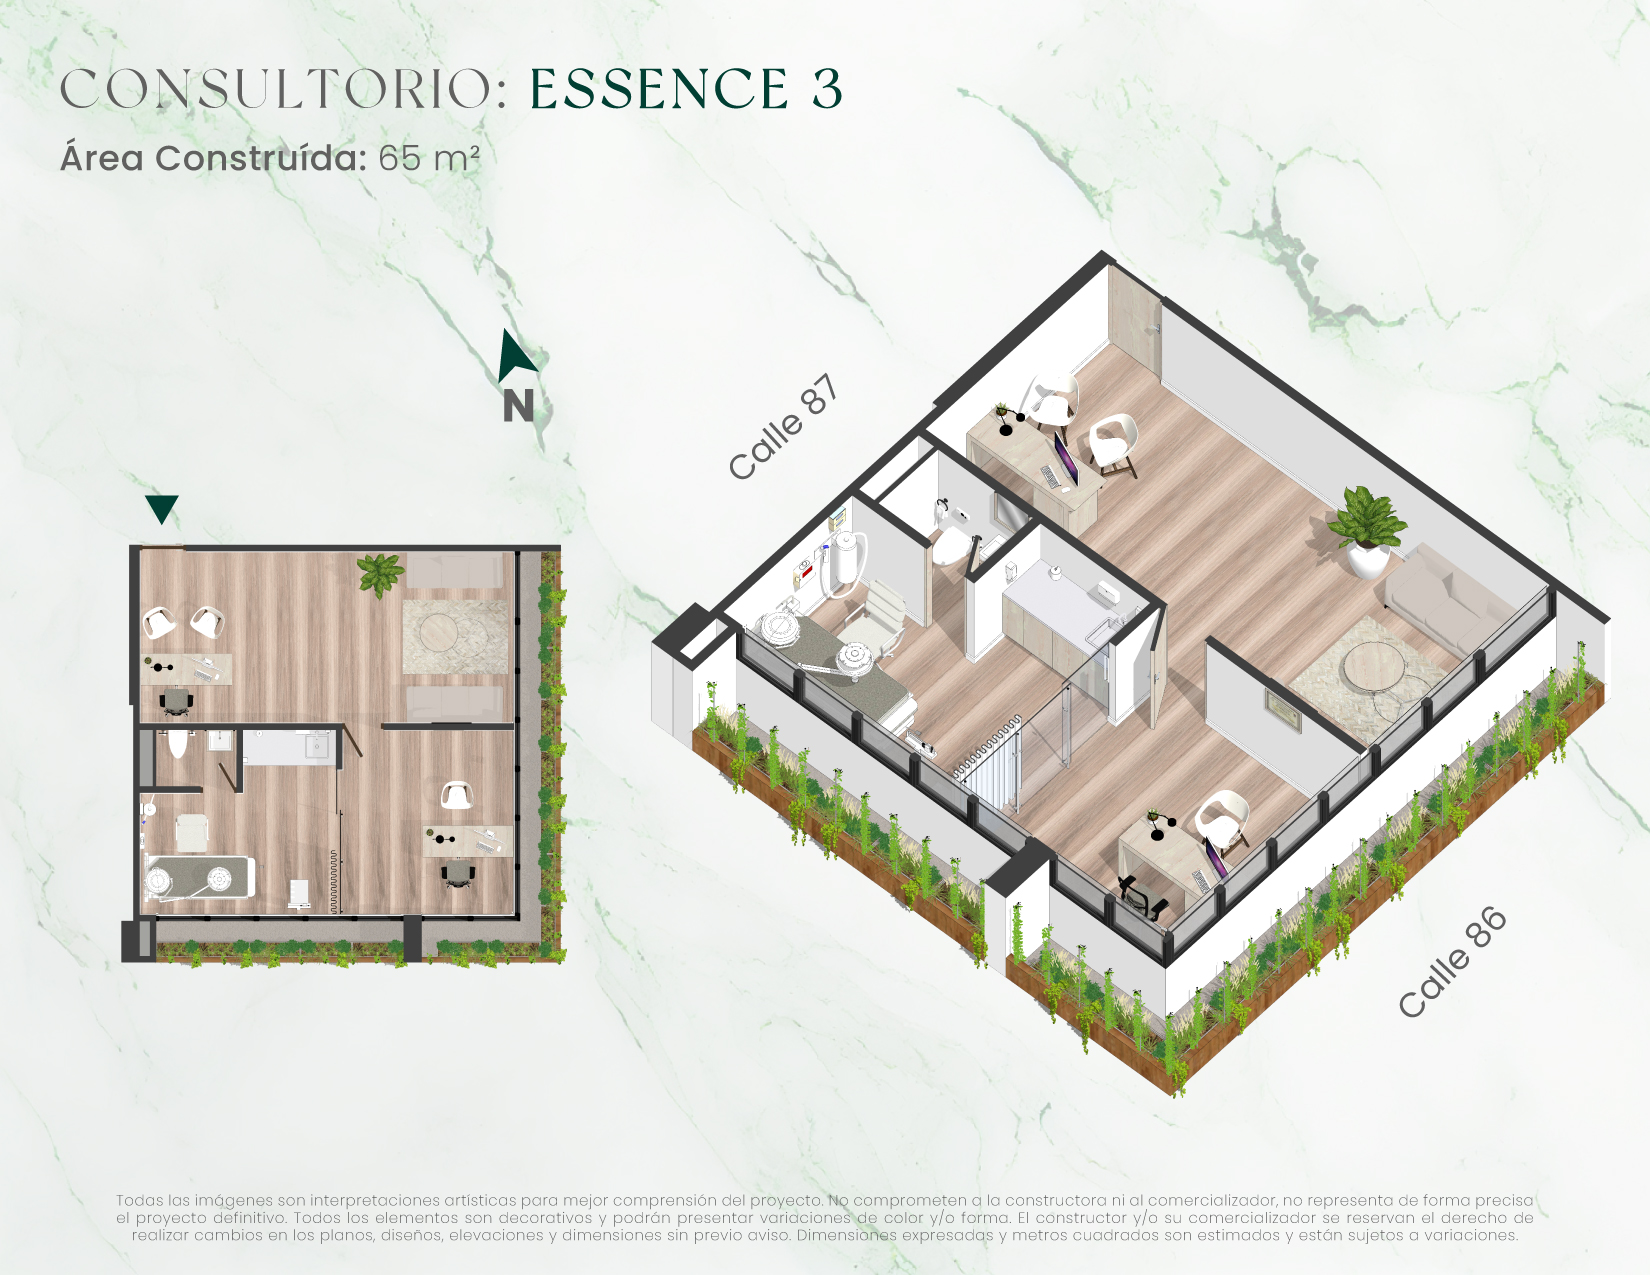 CONSULTORIO: ESSENCE 3
Área Construída: 65 m²
N
Calle 87
Calle 86
Todas las imágenes son interpretaciones artísticas para mejor comprensión del proyecto. No comprometen a la constructora ni al comercializador, no representa de forma precisa
el proyecto definitivo. Todos los elementos son decorativos y podrán presentar variaciones de color y/o forma. El constructor y/o su comercializador se reservan el derecho de
realizar cambios en los planos, diseños, elevaciones y dimensiones sin previo aviso. Dimensiones expresadas y metros cuadrados son estimados y están sujetos a variaciones.